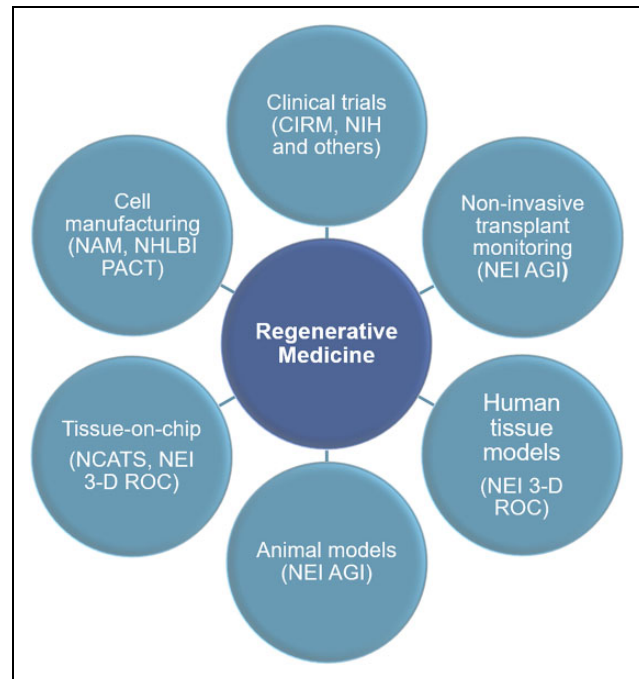 Clinical trials
(CIRM, NIH
and others)
Cell
manufacturing
(NAM, NHLBI
PACT)
Non-invasive
transplant
monitoring
(NEI AGI)
Regenerative
Medicine
Tissue-on-chip
(NCATS, NEI
3-D ROC)
Human
tissue
models
(NEI 3-D
ROC)
Animal models
(NEI AGI)